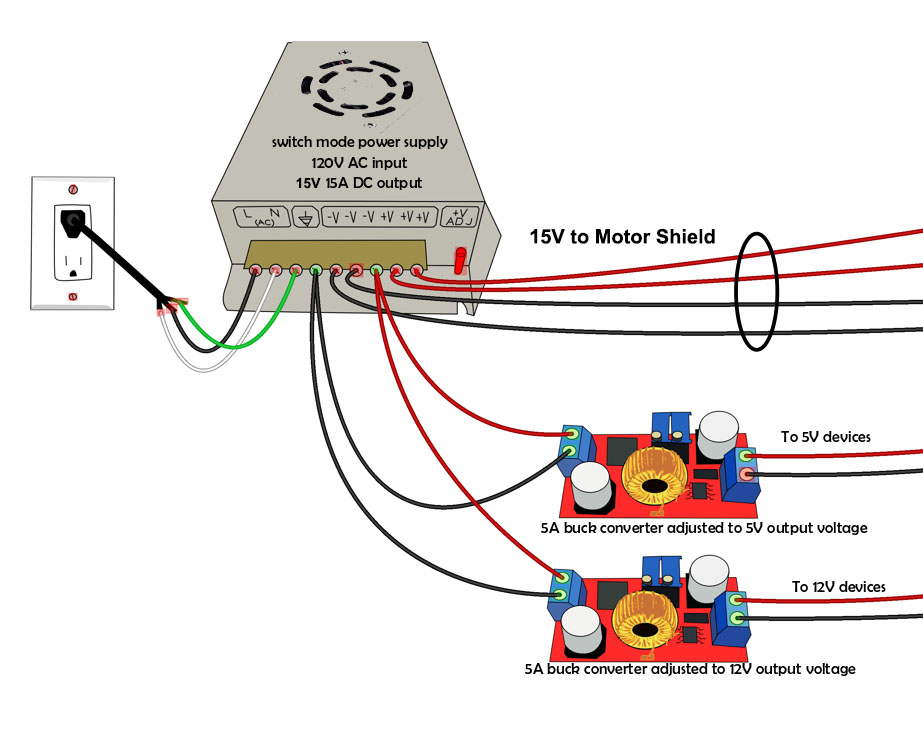 switch mode power supply
120V AC input
15V 15A DC output
L N
(AC)
-V -V -V +V +V +V
+V
ADJ
15V to Motor Shield
To 5V devices
5A buck converter adjusted to 5V output voltage
To 12V devices
5A buck converter adjusted to 12V output voltage